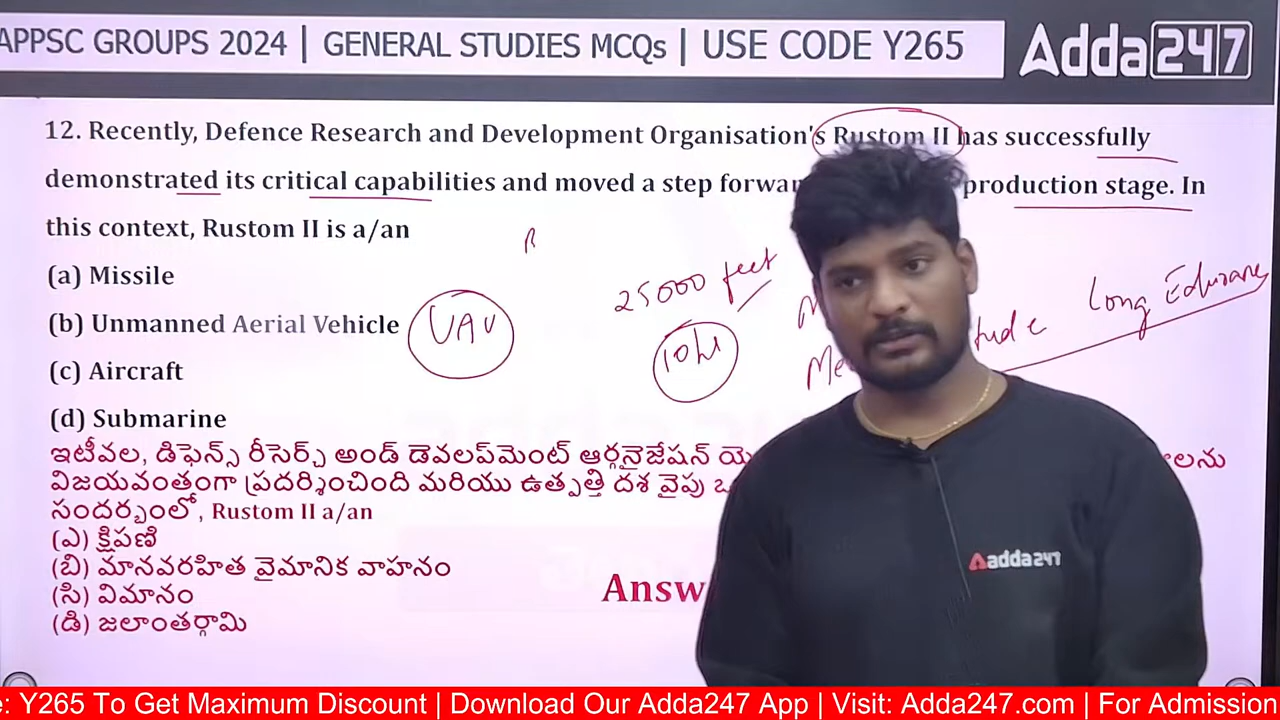 APPSC GROUPS 2024 | GENERAL STUDIES MCQs | USE CODE Y265
Adda247
12. Recently, Defence Research and Development Organisation's Rustom II has successfully
demonstrated its critical capabilities and moved a step production stage. In
this context, Rustom II is a/an
(a) Missile
(b) Unmanned Aerial Vehicle
UAV
25000 feet
10hr
Long
(c) Aircraft
(d) Submarine
ఇటీవల, డిఫెన్స్ రీసెర్చ్ అండ్ డెవలప్‌మెంట్ ఆర్గనైజేషన్
విజయవంతంగా ప్రదర్శించింది మరియు ఉత్పత్తి దశ వైపు
సందర్భంలో, Rustom II a/an
(ఎ) క్షిపణి
(బి) మానవరహిత వైమానిక వాహనం
(సి) విమానం
(డి) జలాంతర్గామి
adda247
Y265 To Get Maximum Discount | Download Our Adda247 App | Visit: Adda247.com | For Admission